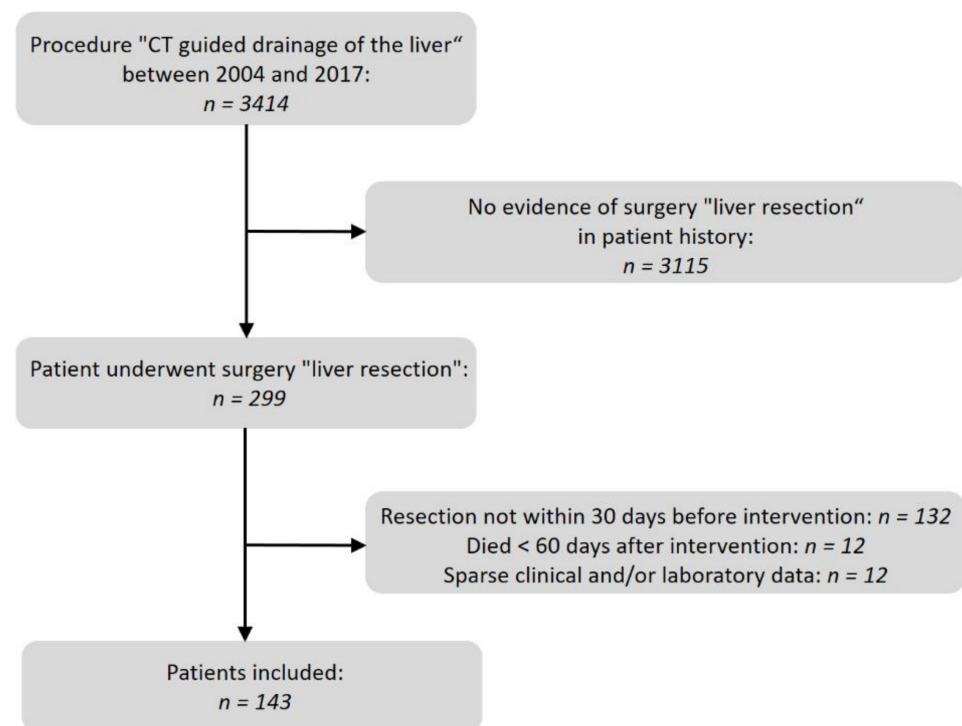 Procedure "CT guided drainage of the liver“
between 2004 and 2017:
n = 3414
No evidence of surgery "liver resection“
in patient history:
n = 3115
Patient underwent surgery "liver resection":
n = 299
Resection not within 30 days before intervention: n = 132
Died < 60 days after intervention: n = 12
Sparse clinical and/or laboratory data: n = 12
Patients included:
n = 143